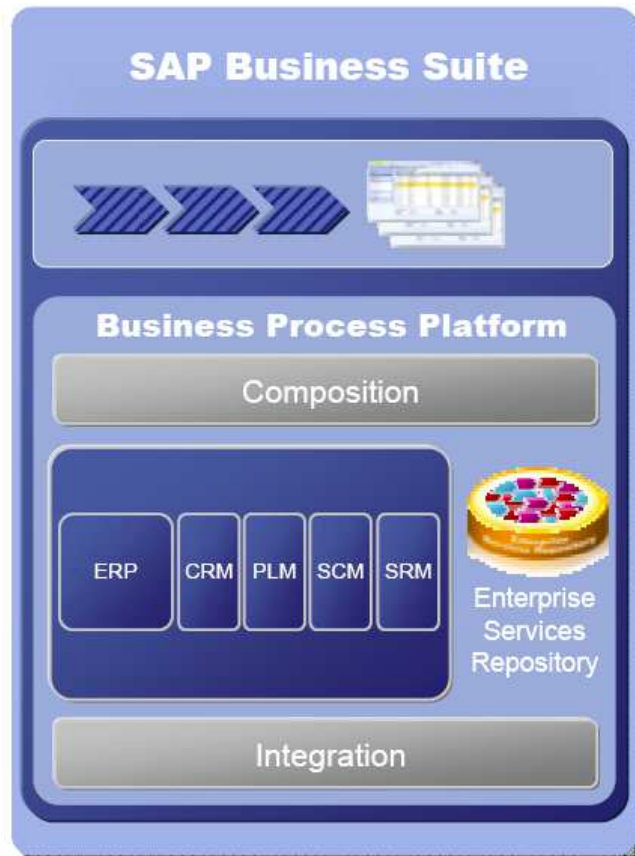 SAP Business Suite
Business Process Platform
Composition
ERP
CRM
PLM
SCM
SRM
Enterprise
Services
Repository
Integration